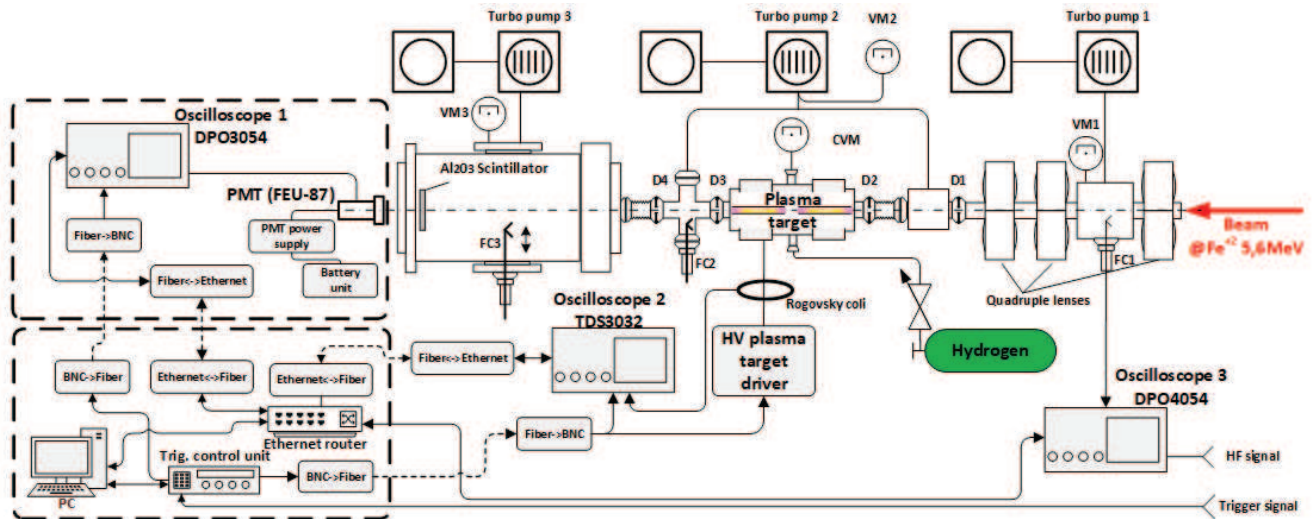 Turbo pump 3
Turbo pump 2
VM2
Turbo pump 1
Oscilloscope 1
DPO3054
VM3
CVM
VM1
Al203 Scintillator
PMT (FEU-87)
D4
D3
Plasma
target
D2
D1
Fiber->BNC
PMT power
supply
Battery
unit
FC3
FC2
FC1
Beam
@Fe+2 5,6MeV
Quadruple lenses
Fiber<->Ethernet
Oscilloscope 2
TDS3032
Rogovsky coli
HV plasma
target
driver
Hydrogen
BNC->Fiber
Ethernet<->Fiber
Ethernet<->Fiber
Fiber<->Ethernet
Oscilloscope 3
DPO4054
Ethernet router
Fiber->BNC
Trig. control unit
BNC->Fiber
PC
HF signal
Trigger signal